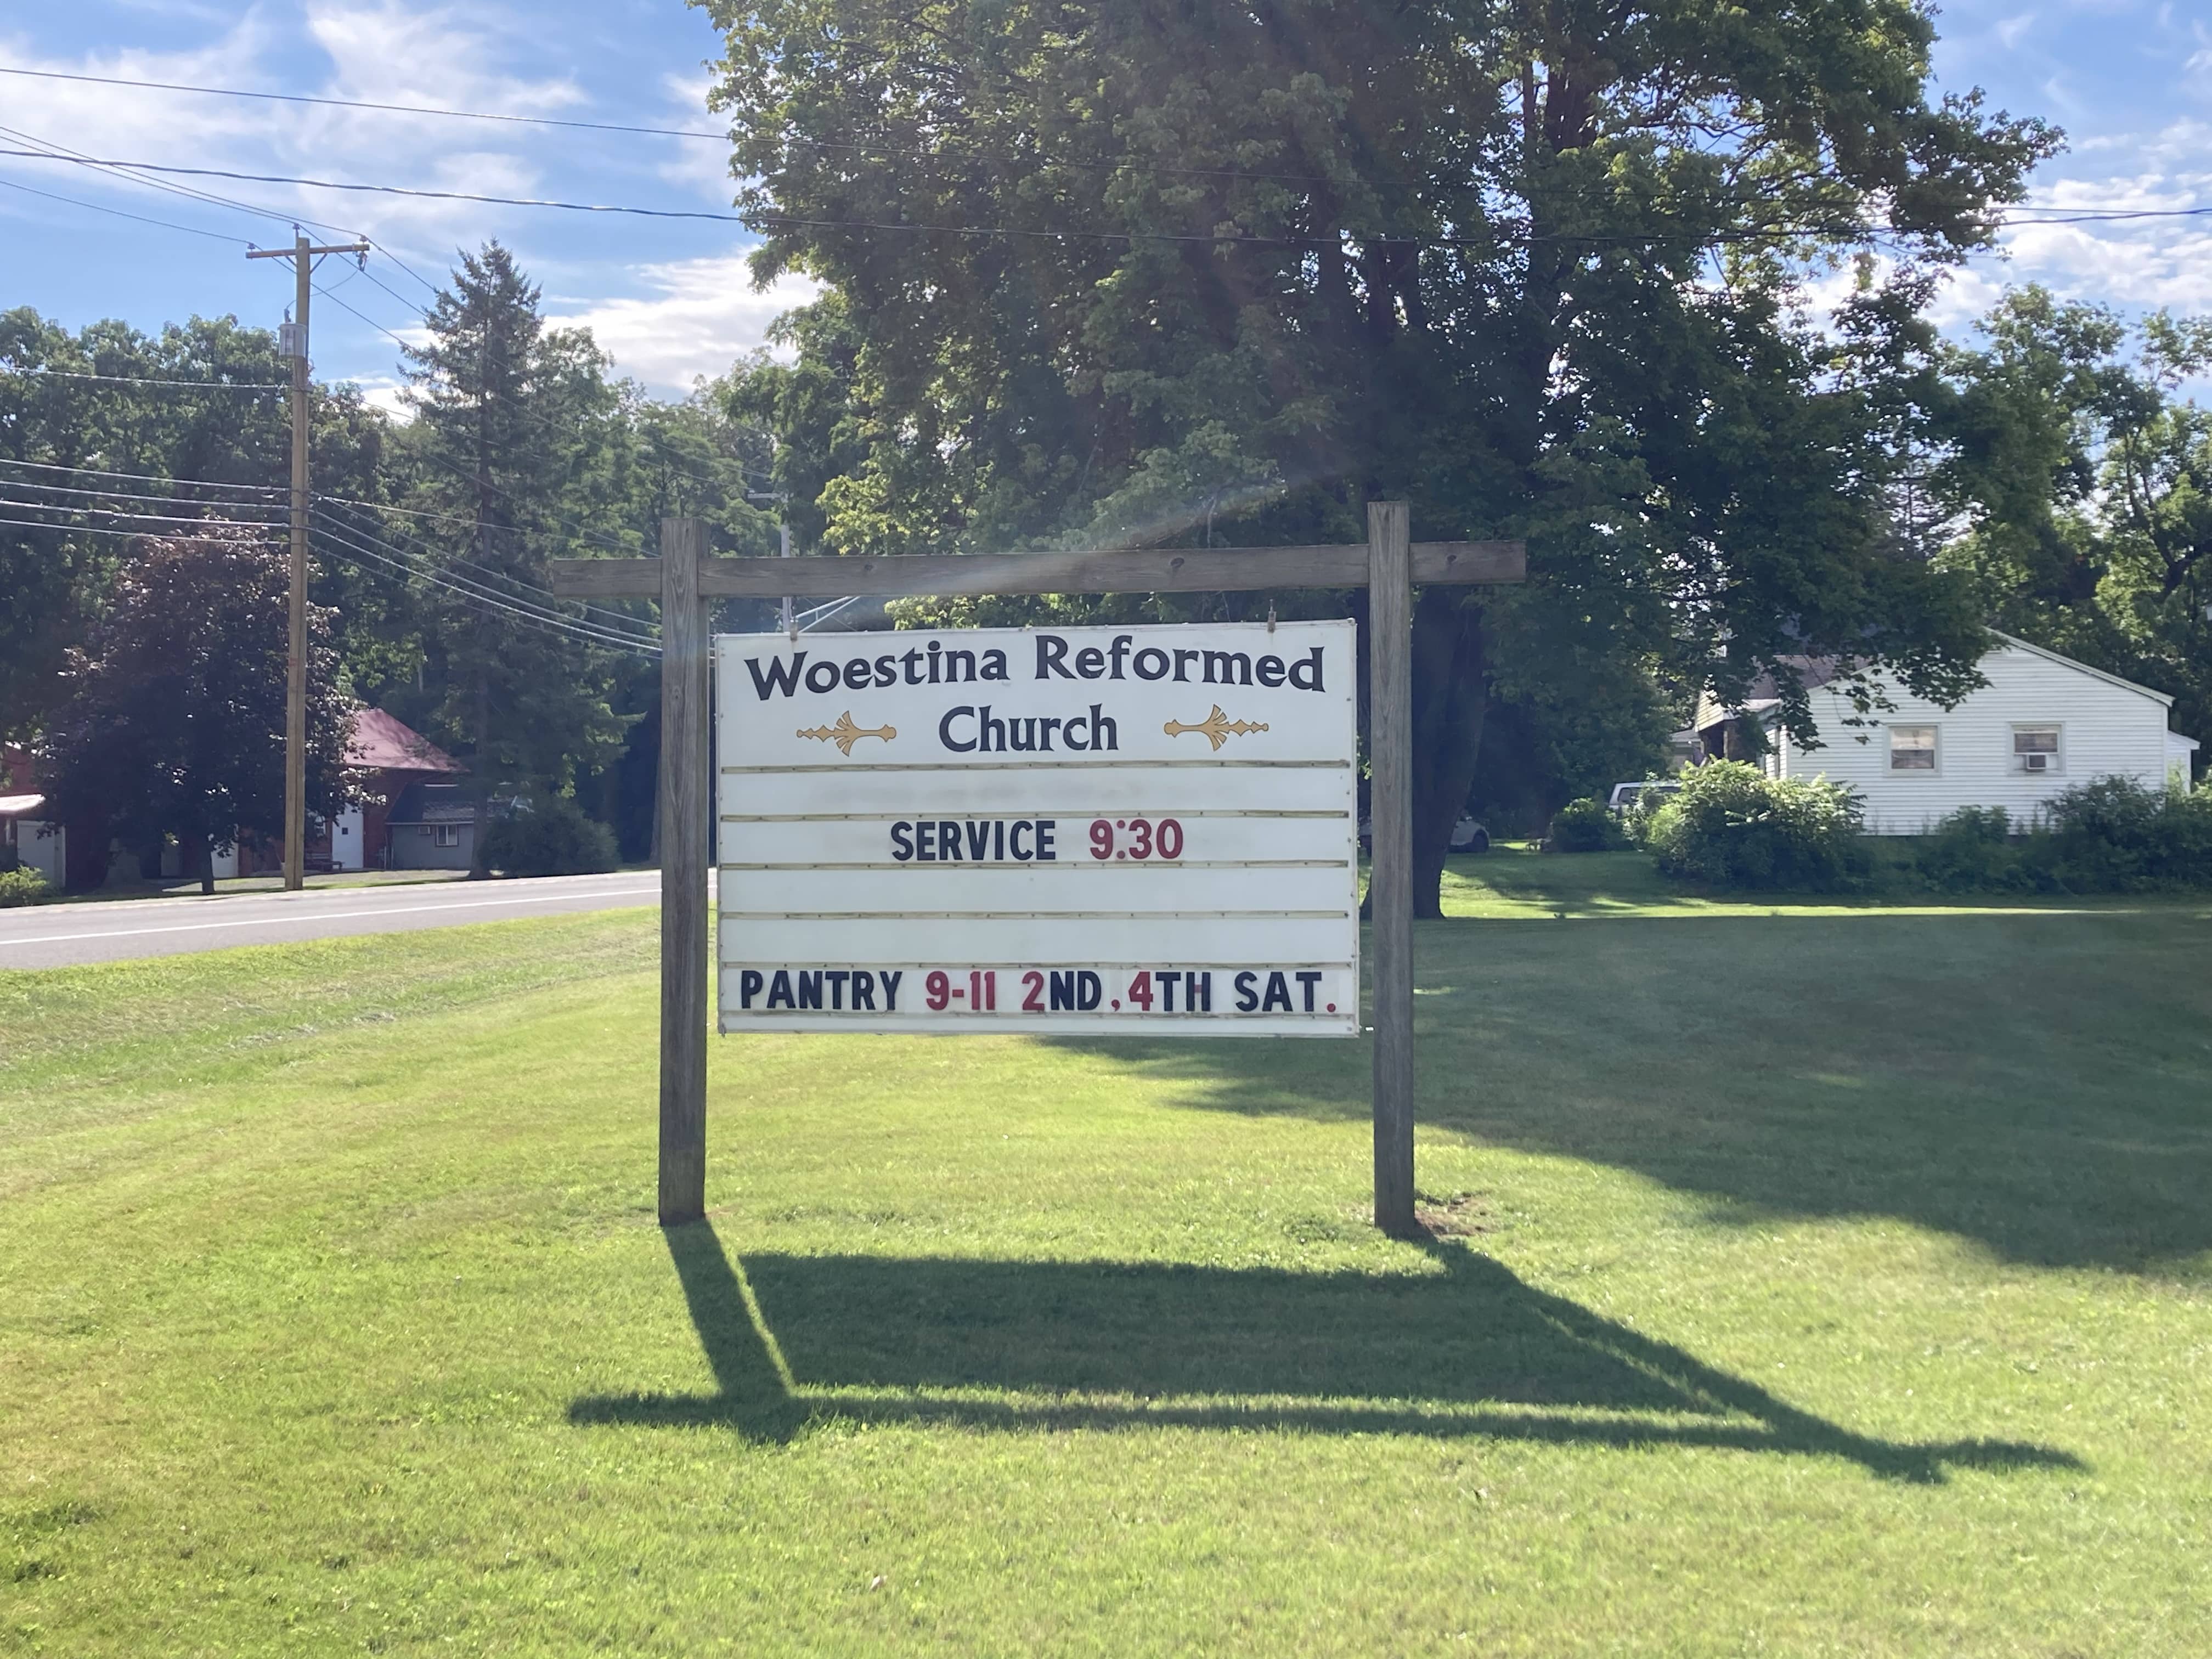 Woestina Reformed
Church
SERVICE 9:30
PANTRY 9-11 2ND, 4TH SAT.